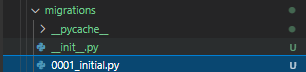 migrations
__pycache__
__init__.py U
0001_initial.py U